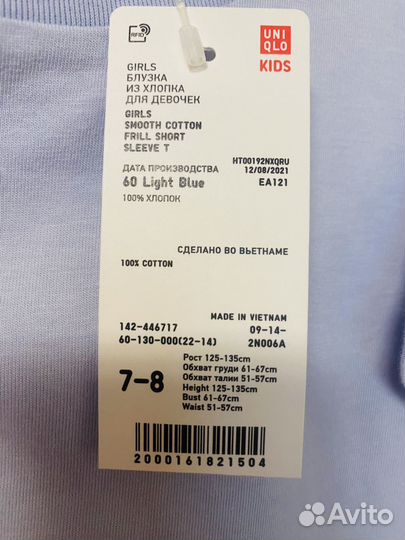 RFID
UNI
QLO
KIDS
GIRLS
БЛУЗКА
ИЗ ХЛОПКА
ДЛЯ ДЕВОЧЕК
GIRLS
SMOOTH COTTON
FRILL SHORT
SLEEVE T
HT00192NXQRU
ДАТА ПРОИЗВОДСТВА 12/08/2021
60 Light Blue EA121
100% ХЛОПОК
СДЕЛАНО ВО ВЬЕТНАМЕ
100% COTTON
MADE IN VIETNAM
142-446717 09-14-
60-130-000(22-14) 2N006A
7-8
Рост 125-135cm
Обхват груди 61-67cm
Обхват талии 51-57cm
Height 125-135cm
Bust 61-67cm
Waist 51-57cm
2000161821504
Avito